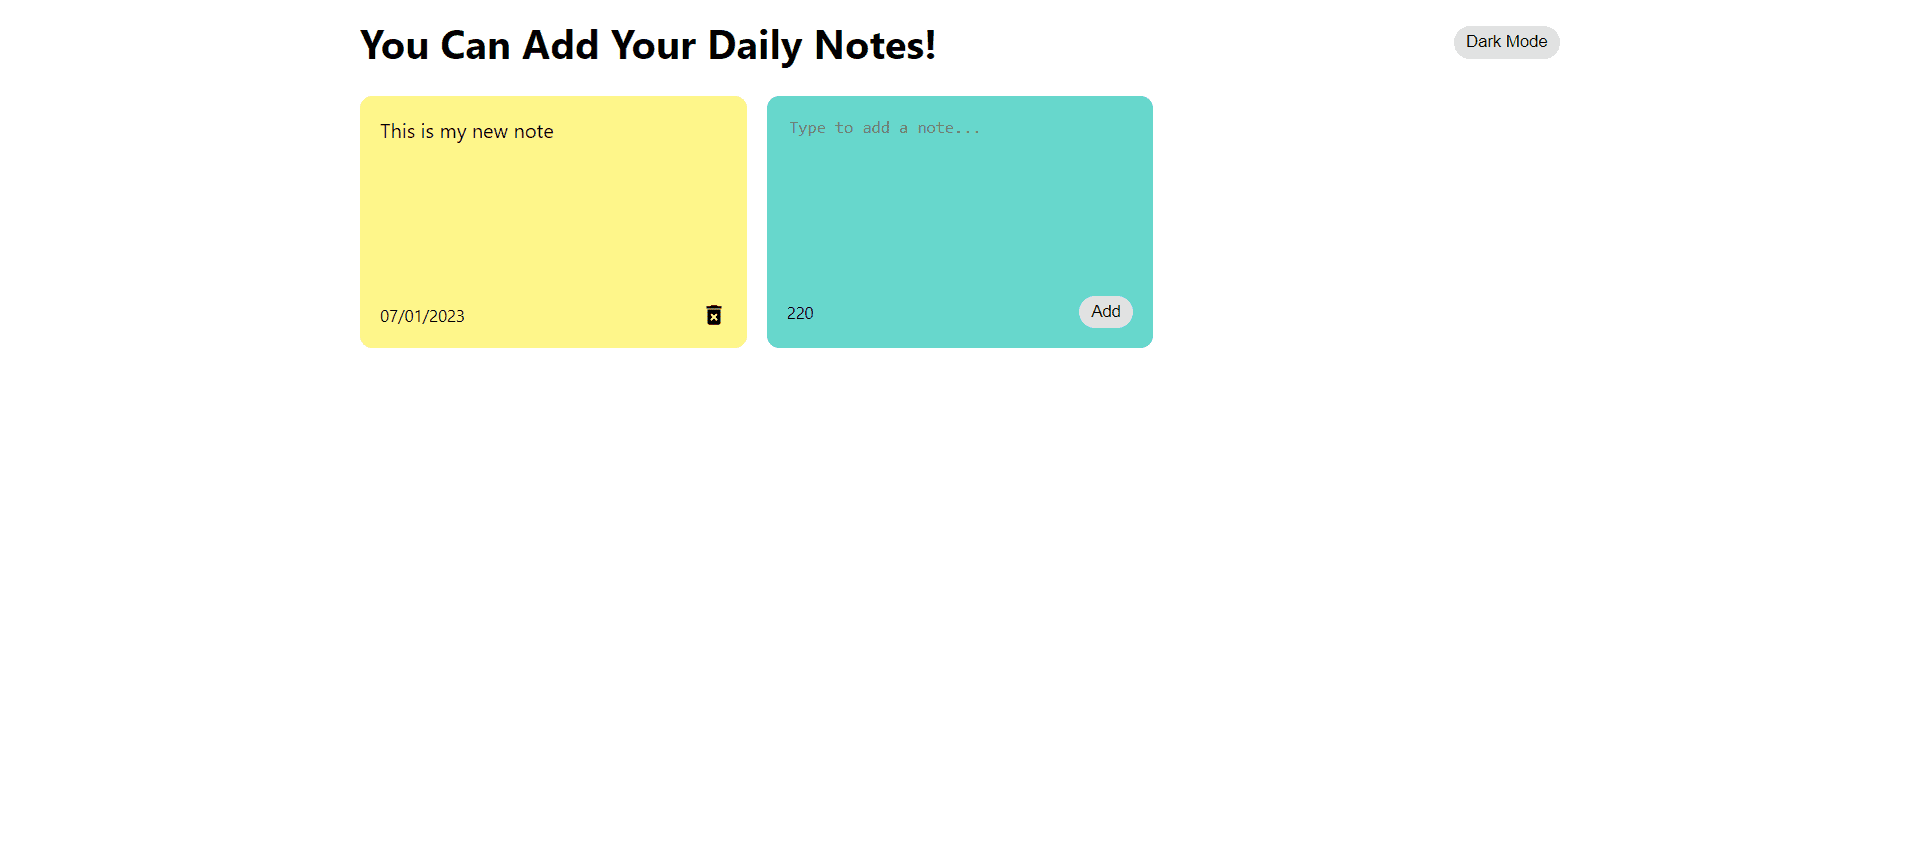 You Can Add Your Daily Notes!
Dark Mode
This is my new note
07/01/2023
Type to add a note...
220
Add